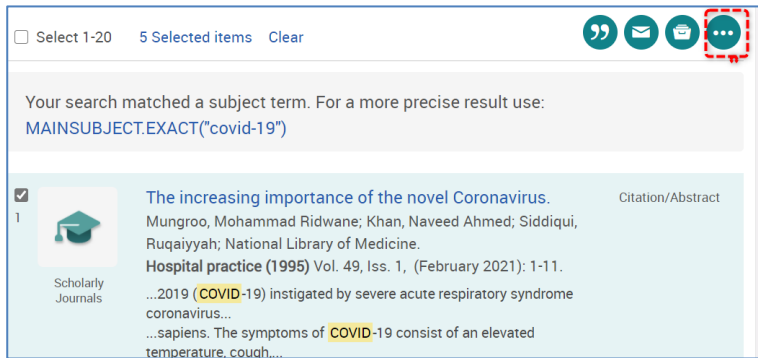 Select 1-20 5 Selected items Clear
Your search matched a subject term. For a more precise result use:
MAINSUBJECT.EXACT("covid-19")
1
The increasing importance of the novel Coronavirus.
Citation/Abstract
Mungroo, Mohammad Ridwane; Khan, Naveed Ahmed; Siddiqui,
Ruqaiyyah; National Library of Medicine.
Hospital practice (1995) Vol. 49, Iss. 1, (February 2021): 1-11.
Scholarly
Journals
...2019 (COVID-19) instigated by severe acute respiratory syndrome
coronavirus...
...sapiens. The symptoms of COVID-19 consist of an elevated
temperature, cough,...